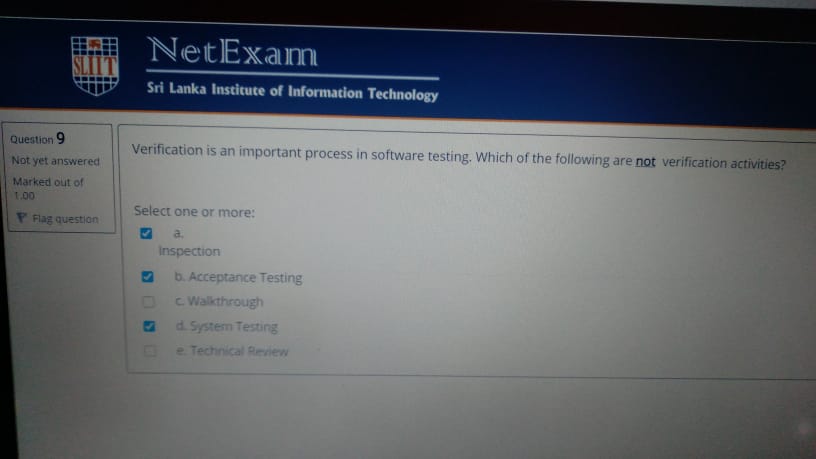 SLIIT
NetExam
Sri Lanka Institute of Information Technology
Question 9
Not yet answered
Marked out of
1.00
Flag question
Verification is an important process in software testing. Which of the following are not verification activities?
Select one or more:
a.
Inspection
b. Acceptance Testing
c. Walkthrough
d. System Testing
e. Technical Review